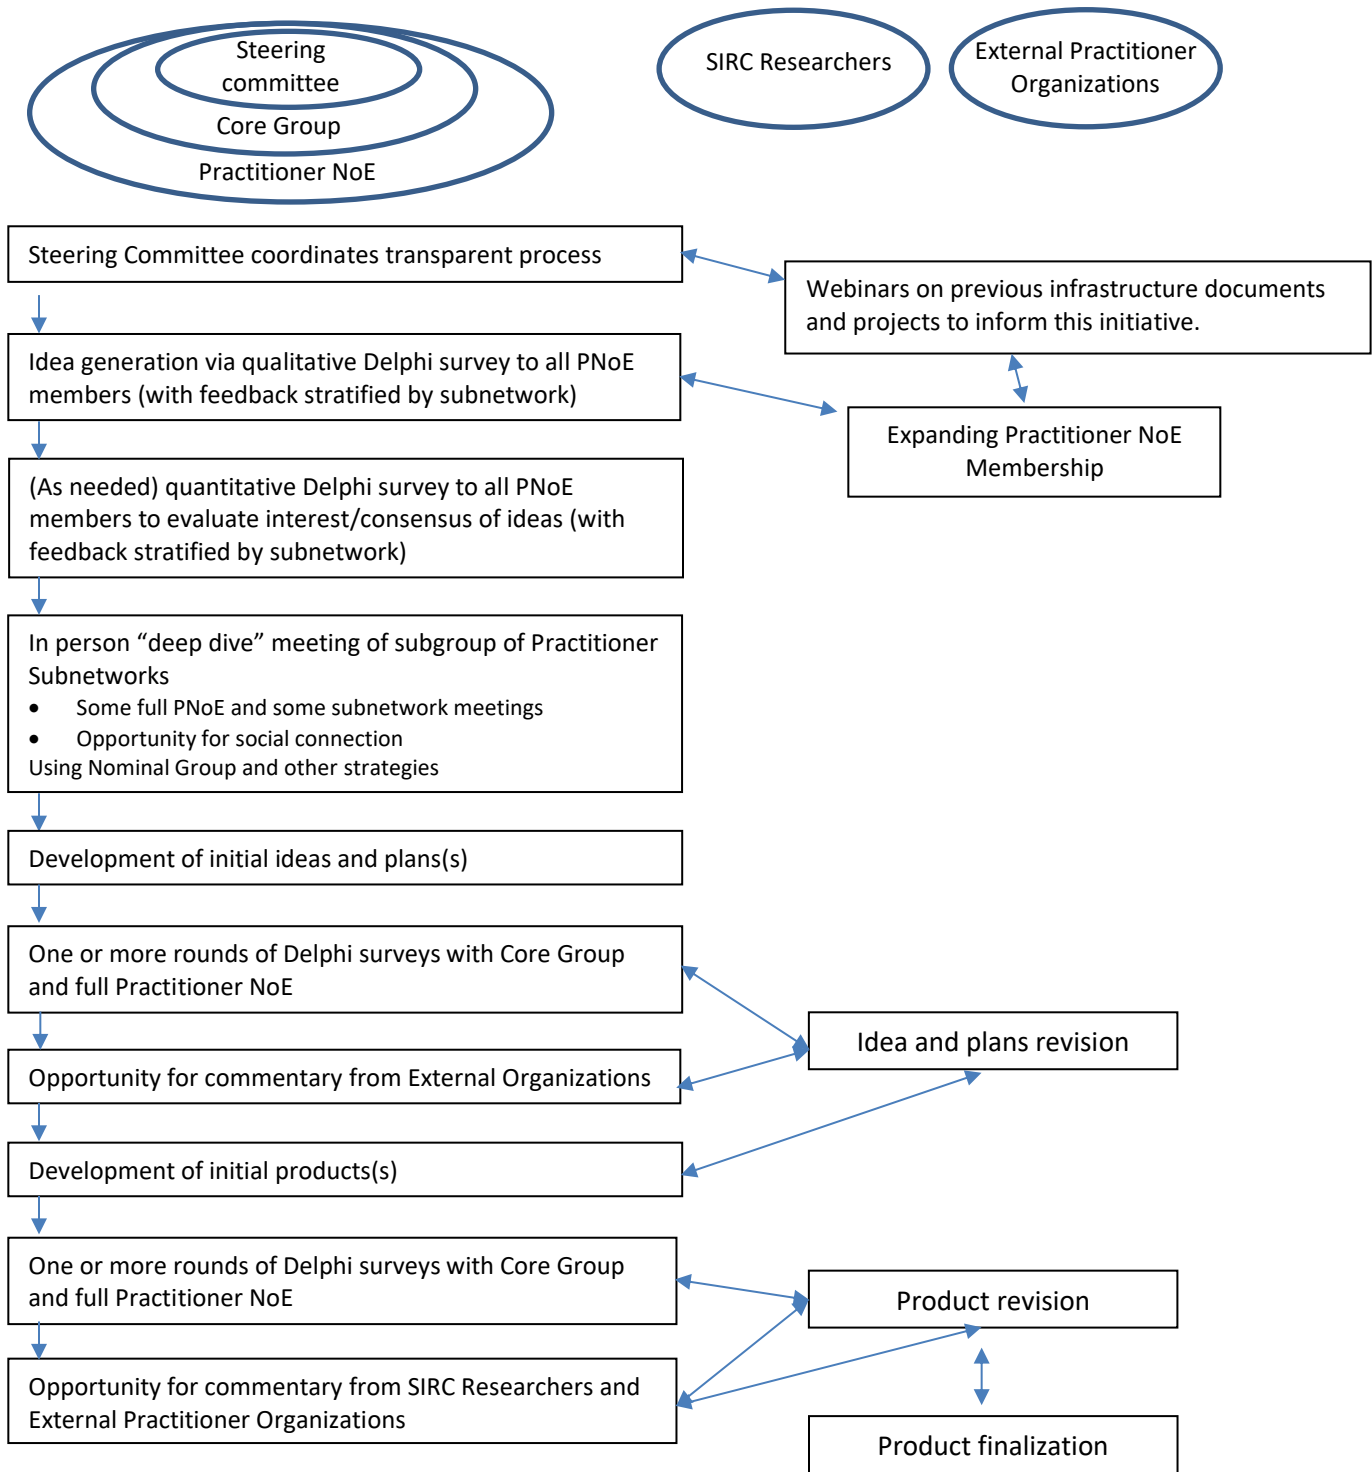 Steering
committee
Core Group
Practitioner NoE
SIRC Researchers
External Practitioner
Organizations
Steering Committee coordinates transparent process
Webinars on previous infrastructure documents
and projects to inform this initiative.
Idea generation via qualitative Delphi survey to all PNoE
members (with feedback stratified by subnetwork)
Expanding Practitioner NoE
Membership
(As needed) quantitative Delphi survey to all PNoE
members to evaluate interest/consensus of ideas (with
feedback stratified by subnetwork)
In person “deep dive” meeting of subgroup of Practitioner
Subnetworks
• Some full PNoE and some subnetwork meetings
• Opportunity for social connection
Using Nominal Group and other strategies
Development of initial ideas and plans(s)
One or more rounds of Delphi surveys with Core Group
and full Practitioner NoE
Idea and plans revision
Opportunity for commentary from External Organizations
Development of initial products(s)
One or more rounds of Delphi surveys with Core Group
and full Practitioner NoE
Product revision
Opportunity for commentary from SIRC Researchers and
External Practitioner Organizations
Product finalization